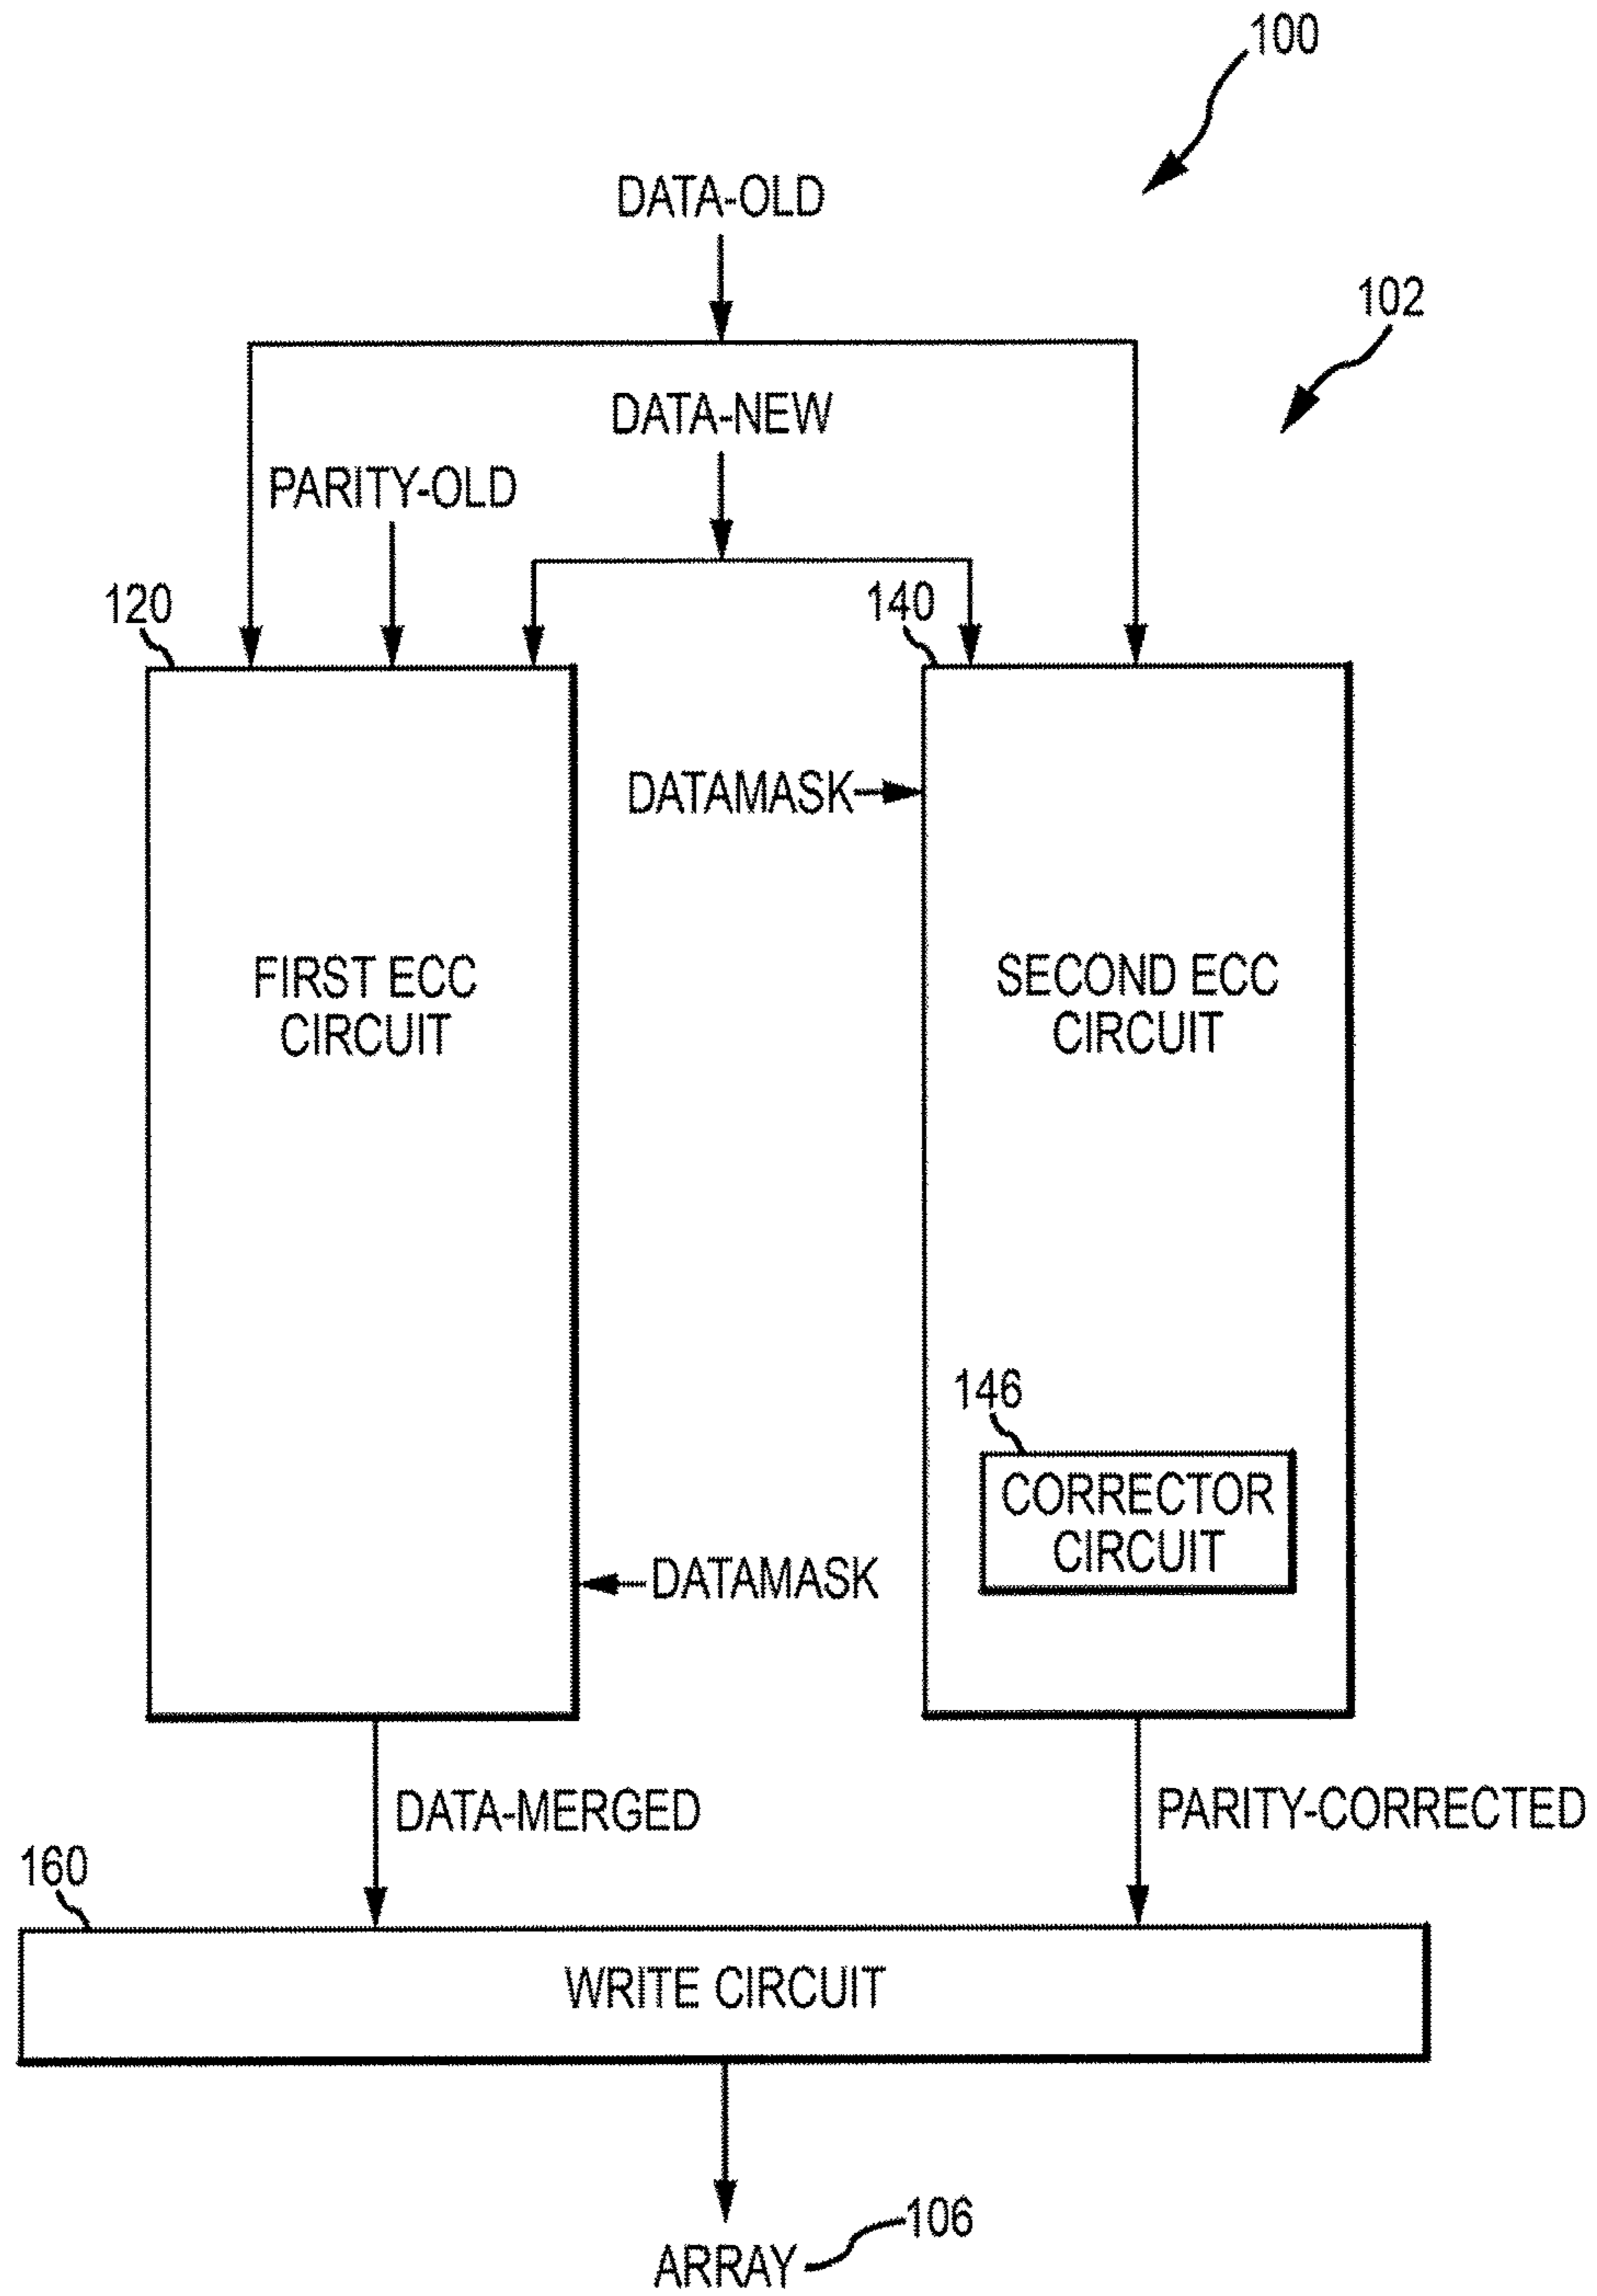 100
DATA-OLD
102
DATA-NEW
PARITY-OLD
120
140
DATAMASK
FIRST ECC
CIRCUIT
SECOND ECC
CIRCUIT
146
CORRECTOR
CIRCUIT
DATAMASK
DATA-MERGED
PARITY-CORRECTED
160
WRITE CIRCUIT
106
ARRAY